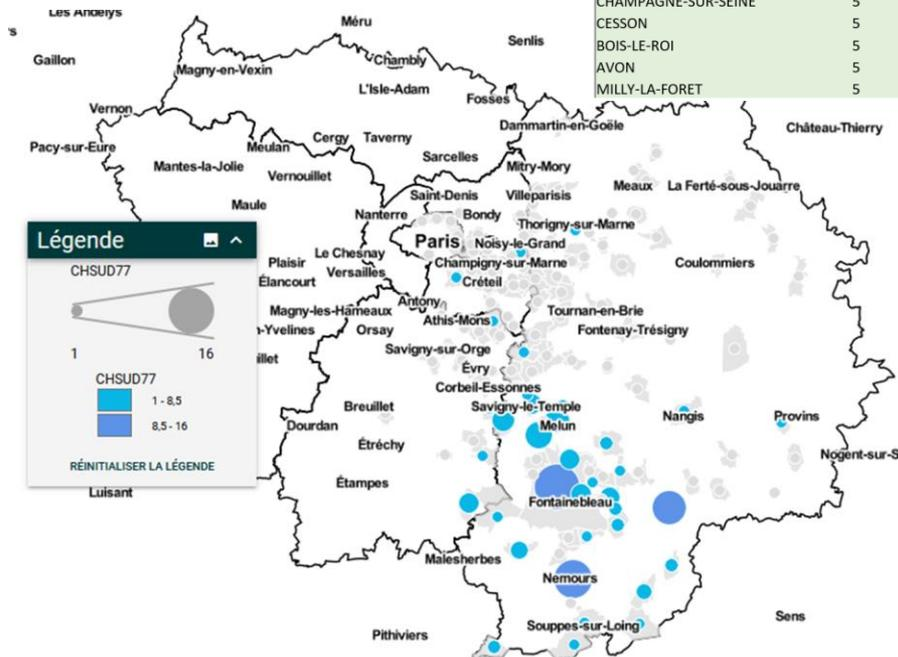 CHAMPAGNE-SUR-SEINE 5
CESSON 5
BOIS-LE-ROI 5
AVON 5
MILLY-LA-FORET 5
Les Andelys
Méru
Senlis
Gaillon
Magny-en-Vexin
Chambly
L'Isle-Adam
Fosses
Vernon
Dammartin-en-Goële
Château-Thierry
Pacy-sur-Eure
Meulan
Cergy
Taverny
Mantes-la-Jolie
Sarcelles
Mitry-Mory
Vernouillet
Meaux
La Ferté-sous-Jouarre
Maule
Saint-Denis
Villeparisis
Nanterre
Bondy
Thorigny-sur-Marne
Légende
Paris
Noisy-le-Grand
Plaisir
Le Chesnay
Champigny-sur-Marne
Coulommiers
CHSUD77
Versailles
Élancourt
Créteil
Antony
Magny-les-Hameaux
Athis-Mons
Tournan-en-Brie
n-Yvelines
Orsay
Fontenay-Trésigny
1 16
illet
Savigny-sur-Orge
Évry
CHSUD77
Corbeil-Essonnes
1 - 8,5
Breuillet
Savigny-le-Temple
Nangis
Provins
8,5 - 16
Dourdan
Melun
Étréchy
Nogent-sur-S
RÉINITIALISER LA LÉGENDE
Étampes
Luisant
Fontainebleau
Malesherbes
Nemours
Souppes-sur-Loing
Sens
Pithiviers